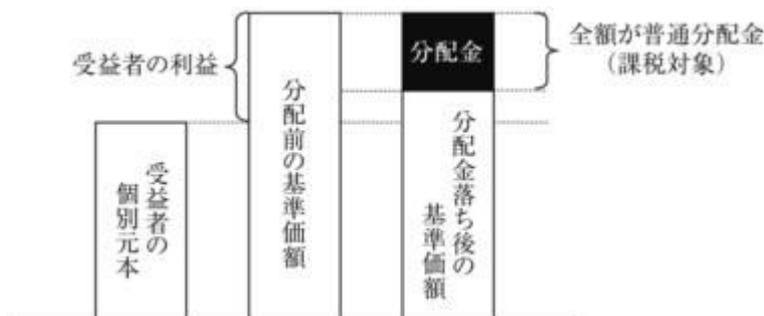 受益者の利益
受益者の
個別元本
分配前の基準価額
分配金
分配金落ち後の
基準価額
全額が普通分配金
（課税対象）